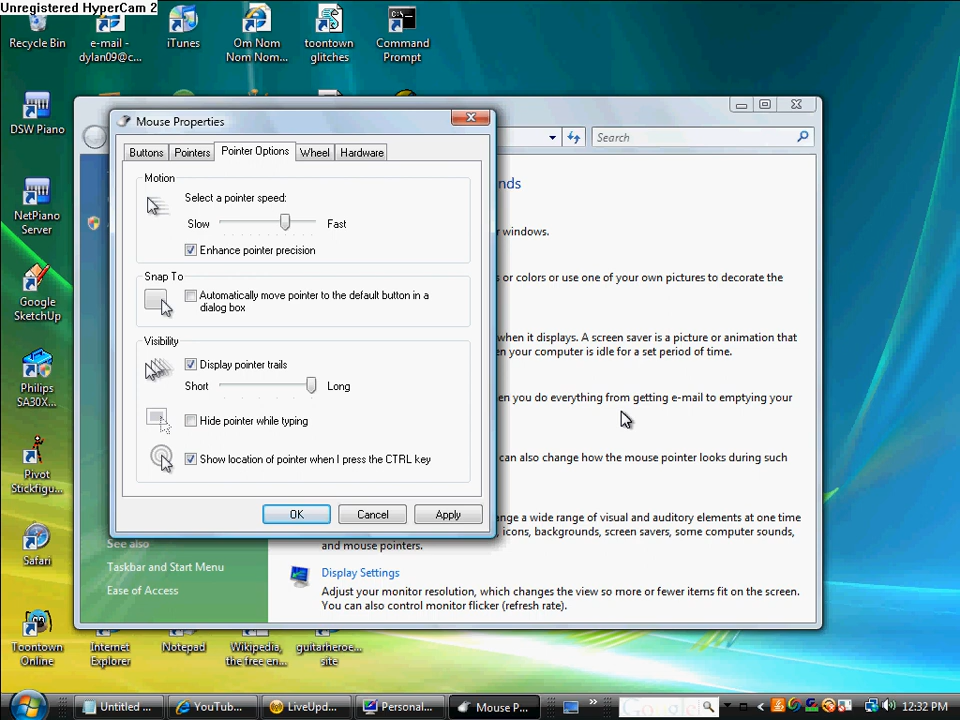 Unregistered HyperCam 2
Recycle Bin
e-mail -
dylan09@c...
iTunes
Om Nom
Nom Nom...
toontown
glitches
Command
Prompt
DSW Piano
NetPiano
Server
Google
SketchUp
Philips
SA30X...
Pivot
Stickfigu...
Safari
Toontown
Online
Internet
Explorer
Notepad
Wikipedia,
the free en...
guitarheroe...
site
Search
Mouse Properties
Buttons
Pointers
Pointer Options
Wheel
Hardware
Motion
Select a pointer speed:
Slow
Fast
Enhance pointer precision
Snap To
Automatically move pointer to the default button in a
dialog box
Visibility
Display pointer trails
Short
Long
Hide pointer while typing
Show location of pointer when I press the CTRL key
OK
Cancel
Apply
nds
windows.
s or colors or use one of your own pictures to decorate the
when it displays. A screen saver is a picture or animation that
en your computer is idle for a set period of time.
en you do everything from getting e-mail to emptying your
can also change how the mouse pointer looks during such
ange a wide range of visual and auditory elements at one time
icons, backgrounds, screen savers, some computer sounds,
and mouse pointers.
Display Settings
Adjust your monitor resolution, which changes the view so more or fewer items fit on the screen.
You can also control monitor flicker (refresh rate).
See also
Taskbar and Start Menu
Ease of Access
Untitled ...
YouTub...
LiveUpd...
Personal...
Mouse P...
Google
12:32 PM